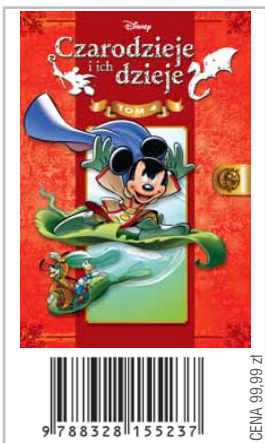 Disney
Czarodzieje
i ich dzieje
TOM 4
9 788328 155237
CENA 99,99 zł